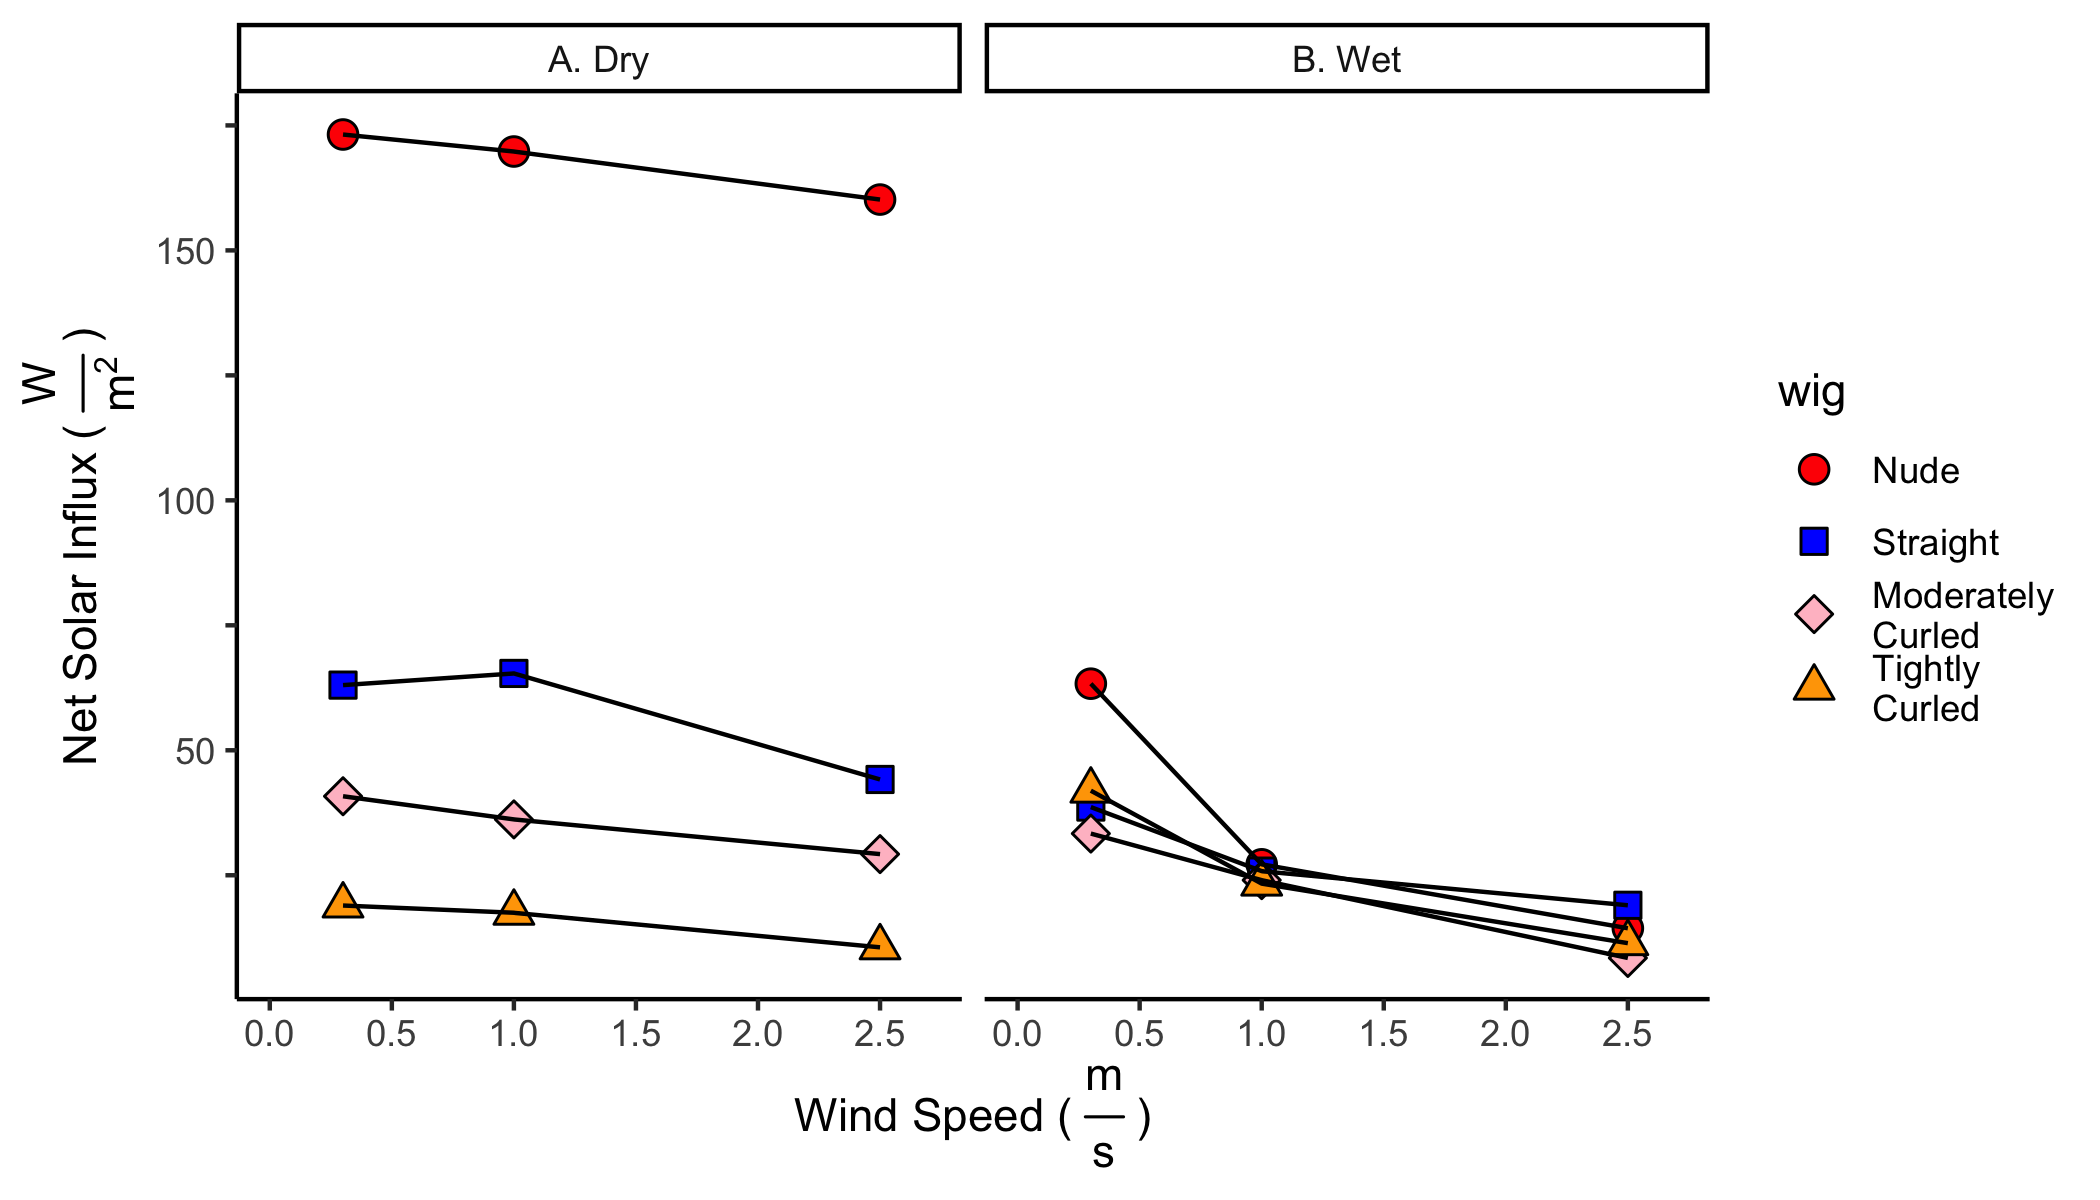 A. Dry
B. Wet
150
100
50
Net Solar Influx ( W / m² )
0.0 0.5 1.0 1.5 2.0 2.5
0.0 0.5 1.0 1.5 2.0 2.5
Wind Speed ( m / s )
wig
Nude
Straight
Moderately
Curled
Tightly
Curled